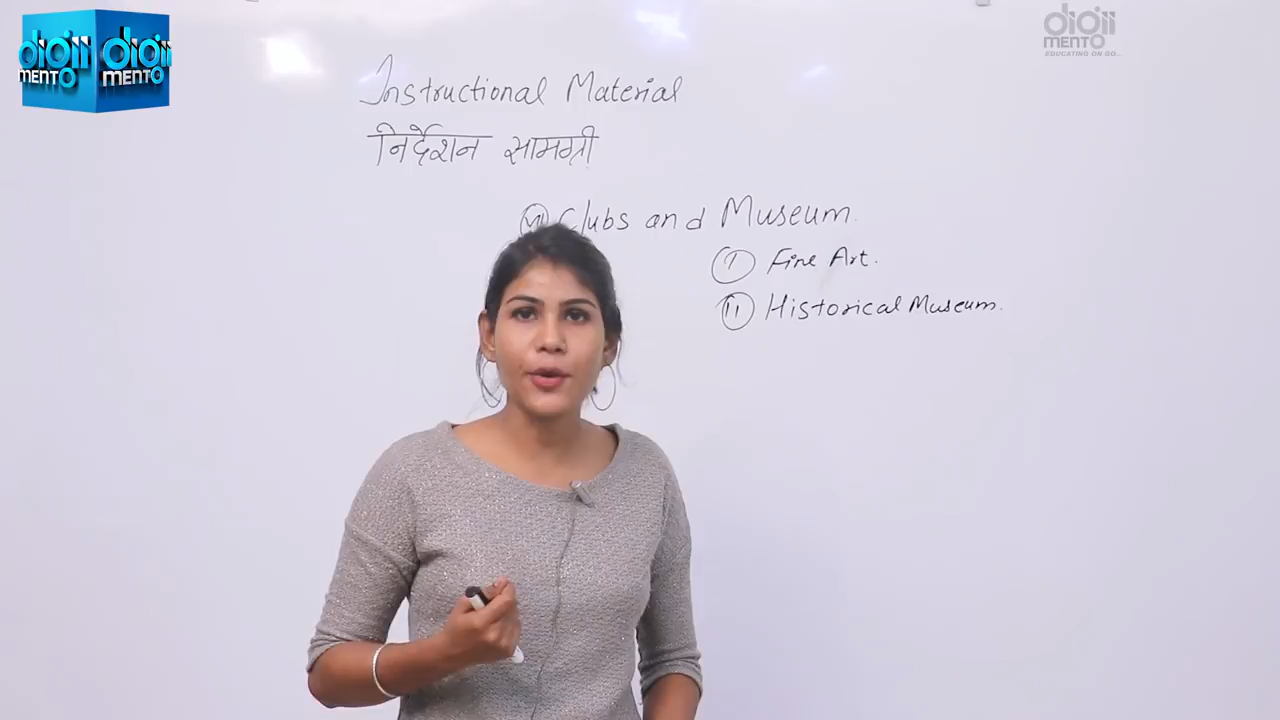 digii
MENTO
digii
MENTO
digii
MENTO
EDUCATING ON GO...
Instructional Material
निर्देशन सामग्री
Clubs and Museum.
I Fine Art.
II Historical Museum.